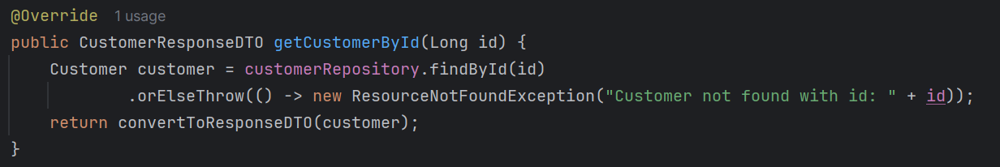 @Override 1 usage
public CustomerResponseDTO getCustomerById(Long id) {
    Customer customer = customerRepository.findById(id)
            .orElseThrow(() -> new ResourceNotFoundException("Customer not found with id: " + id));
    return convertToResponseDTO(customer);
}